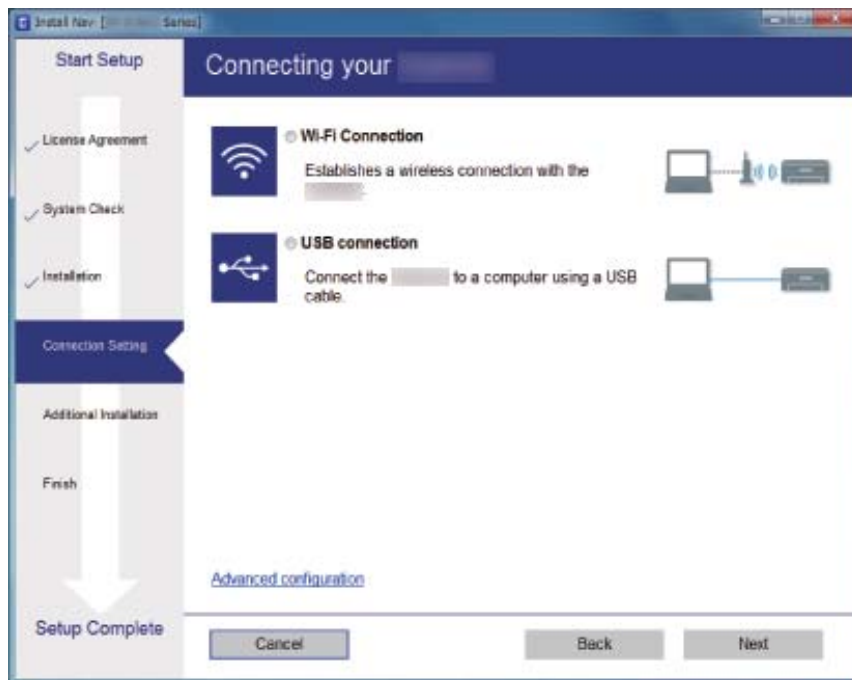 Install Navi [ Series]
Start Setup
Connecting your
License Agreement
System Check
Installation
Connection Setting
Additional Installation
Finish
Setup Complete
Wi-Fi Connection
Establishes a wireless connection with the
.
USB connection
Connect the to a computer using a USB
cable.
Advanced configuration
Cancel
Back
Next